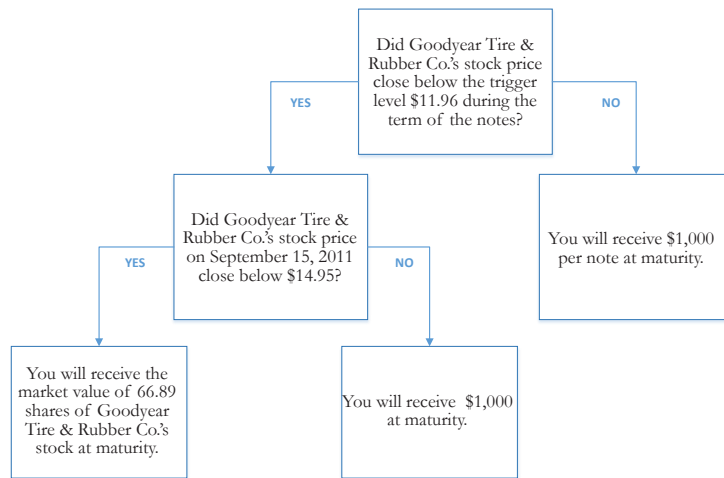 Did Goodyear Tire &
Rubber Co.'s stock price
close below the trigger
level $11.96 during the
term of the notes?
YES
NO
Did Goodyear Tire &
Rubber Co.'s stock price
on September 15, 2011
close below $14.95?
You will receive $1,000
per note at maturity.
YES
NO
You will receive the
market value of 66.89
shares of Goodyear
Tire & Rubber Co.'s
stock at maturity.
You will receive $1,000
at maturity.